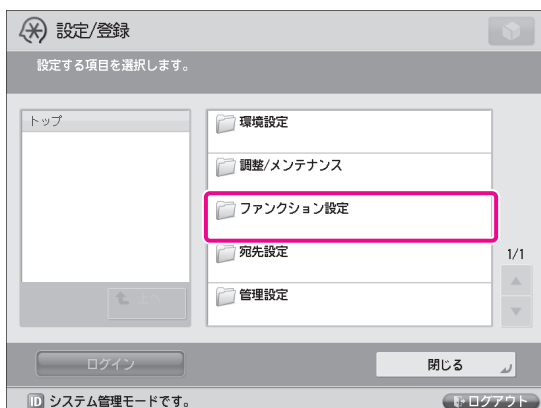 設定/登録
設定する項目を選択します。
トップ
環境設定
調整/メンテナンス
ファンクション設定
宛先設定
管理設定
1/1
上へ
ログイン
閉じる
ID システム管理モードです。
ログアウト